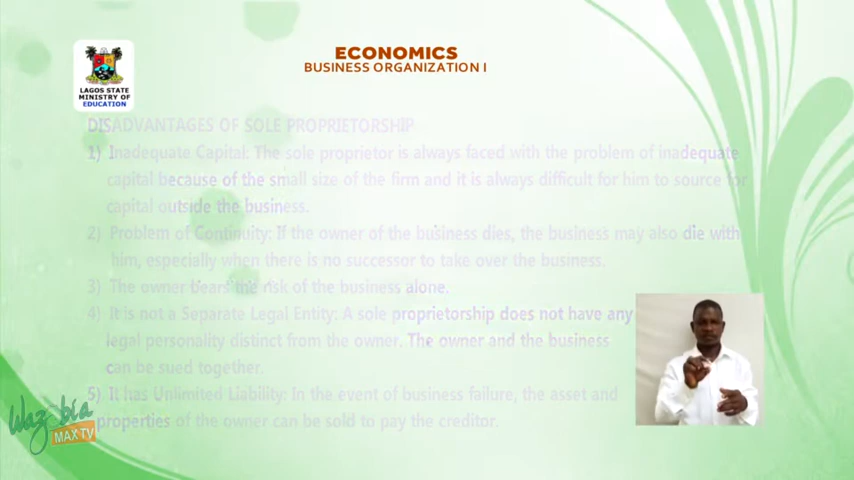 ECONOMICS
BUSINESS ORGANIZATION I
LAGOS STATE
MINISTRY OF
EDUCATION
DISADVANTAGES OF SOLE PROPRIETORSHIP
1) Inadequate Capital: The sole proprietor is always faced with the problem of inadequate
capital because of the small size of the firm and it is always difficult for him to source for
capital outside the business.
2) Problem of Continuity: If the owner of the business dies, the business may also die with
him, especially when there is no successor to take over the business.
3) The owner bears the risk of the business alone.
4) It is not a Separate Legal Entity: A sole proprietorship does not have any
legal personality distinct from the owner. The owner and the business
can be sued together.
5) It has Unlimited Liability: In the event of business failure, the asset and
properties of the owner can be sold to pay the creditor.
Wazobia
MAX TV